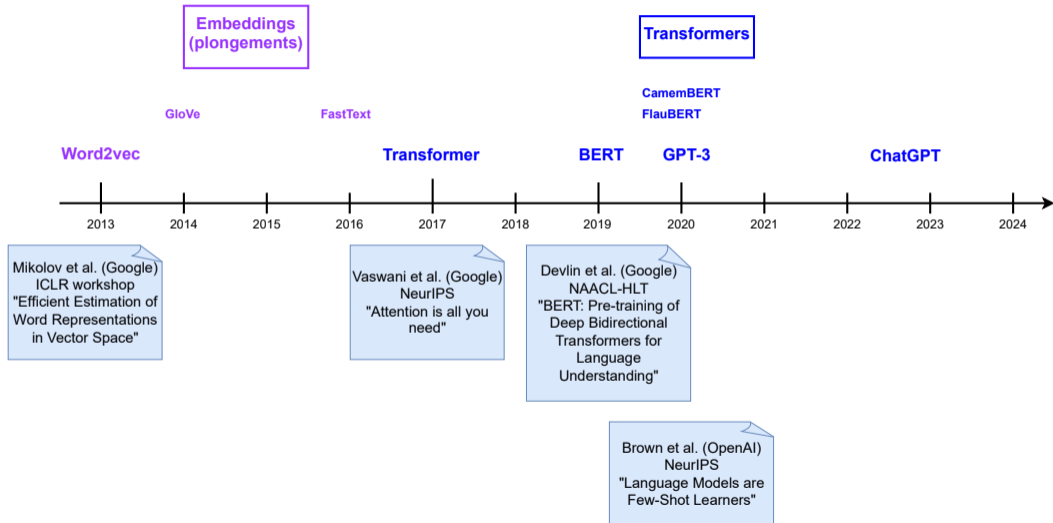 Embeddings
(plongements)
Transformers
CamemBERT
GloVe
FastText
FlauBERT
Word2vec
Transformer
BERT
GPT-3
ChatGPT
2013
2014
2015
2016
2017
2018
2019
2020
2021
2022
2023
2024
Mikolov et al. (Google)
ICLR workshop
"Efficient Estimation of
Word Representations
in Vector Space"
Vaswani et al. (Google)
NeurIPS
"Attention is all you
need"
Devlin et al. (Google)
NAACL-HLT
"BERT: Pre-training of
Deep Bidirectional
Transformers for
Language
Understanding"
Brown et al. (OpenAI)
NeurIPS
"Language Models are
Few-Shot Learners"